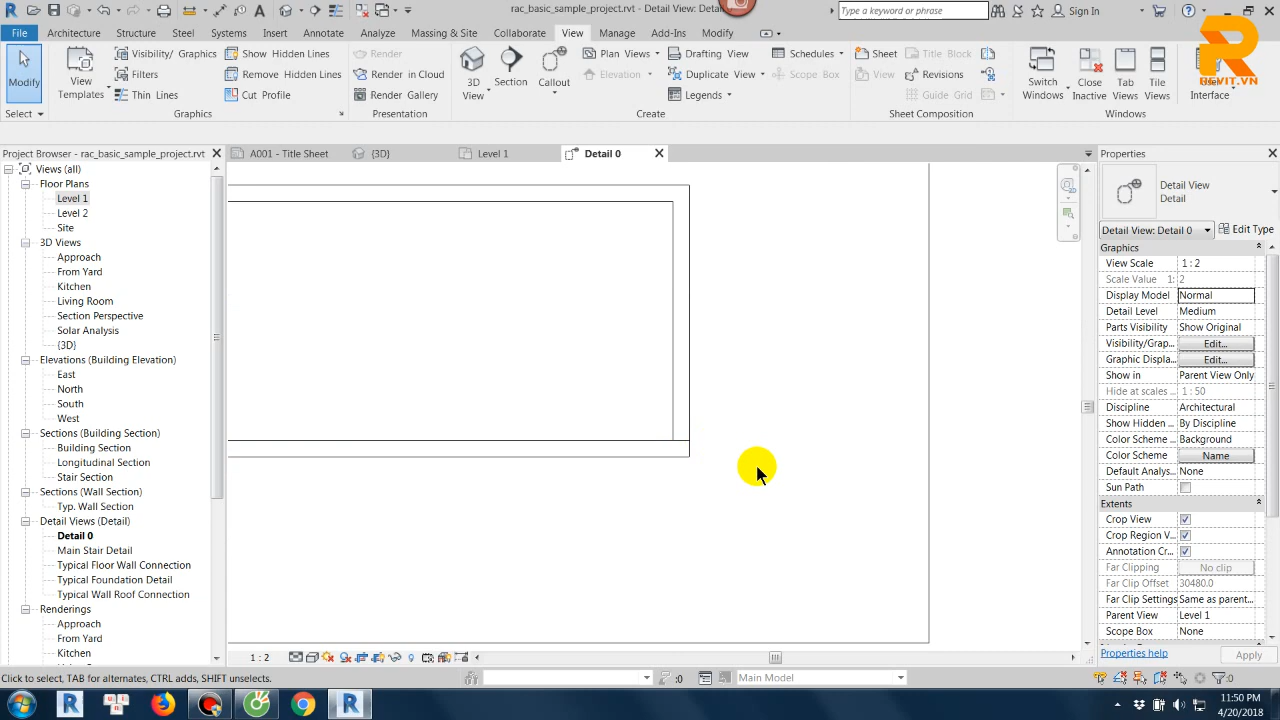 rac_basic_sample_project.rvt - Detail View: Detail 0
Type a keyword or phrase
Sign In
File Architecture Structure Steel Systems Insert Annotate Analyze Massing & Site Collaborate View Manage Add-Ins Modify
Modify
View Templates
Visibility/ Graphics
Filters
Thin Lines
Show Hidden Lines
Remove Hidden Lines
Cut Profile
Render
Render in Cloud
Render Gallery
3D View
Section
Callout
Plan Views
Elevation
Drafting View
Duplicate View
Legends
Schedules
Scope Box
Sheet
View
Title Block
Revisions
Guide Grid
Switch Windows
Close Inactive
Tab Views
Tile Views
Interface
REVIT.VN
Select Graphics Presentation Create Sheet Composition Windows
Project Browser - rac_basic_sample_project.rvt
A001 - Title Sheet
{3D}
Level 1
Detail 0
Properties
Views (all)
Floor Plans
Level 1
Level 2
Site
3D Views
Approach
From Yard
Kitchen
Living Room
Section Perspective
Solar Analysis
{3D}
Elevations (Building Elevation)
East
North
South
West
Sections (Building Section)
Building Section
Longitudinal Section
Stair Section
Sections (Wall Section)
Typ. Wall Section
Detail Views (Detail)
Detail 0
Main Stair Detail
Typical Floor Wall Connection
Typical Foundation Detail
Typical Wall Roof Connection
Renderings
Approach
From Yard
Kitchen
Detail View
Detail
Detail View: Detail 0
Edit Type
Graphics
View Scale 1 : 2
Scale Value 1: 2
Display Model Normal
Detail Level Medium
Parts Visibility Show Original
Visibility/Grap... Edit...
Graphic Displa... Edit...
Show in Parent View Only
Hide at scales ... 1 : 50
Discipline Architectural
Show Hidden ... By Discipline
Color Scheme ... Background
Color Scheme Name
Default Analys... None
Sun Path
Extents
Crop View
Crop Region V...
Annotation Cr...
Far Clipping No clip
Far Clip Offset 30480.0
Far Clip Settings Same as parent...
Parent View Level 1
Scope Box None
Properties help
Apply
1 : 2
Click to select, TAB for alternates, CTRL adds, SHIFT unselects.
:0
Main Model
:0
11:50 PM
4/20/2018